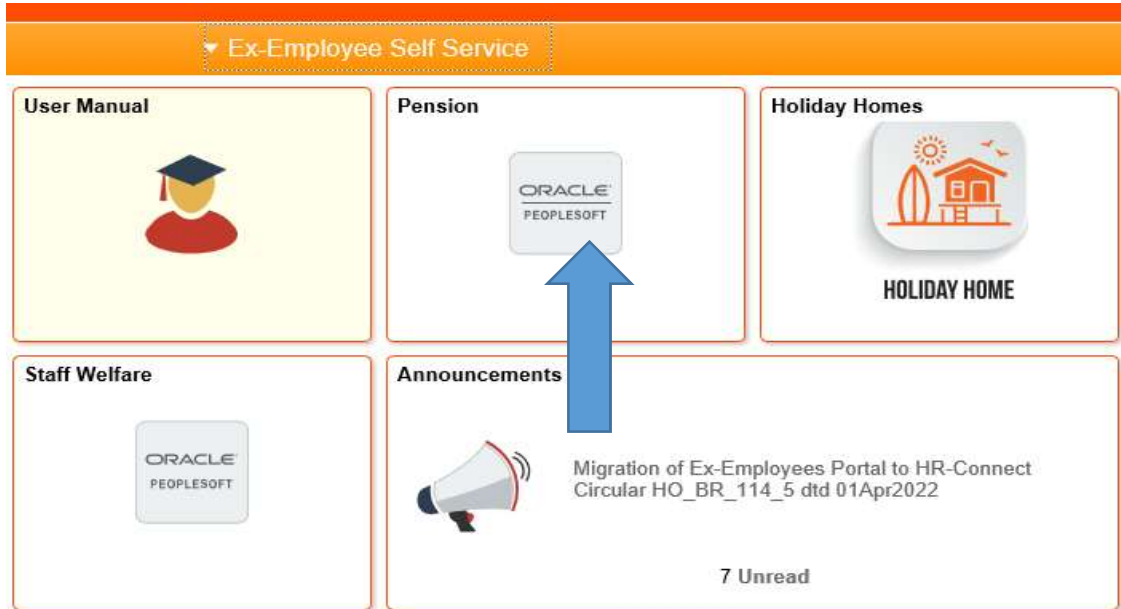 Ex-Employee Self Service
User Manual
Pension
ORACLE
PEOPLESOFT
Holiday Homes
HOLIDAY HOME
Staff Welfare
ORACLE
PEOPLESOFT
Announcements
Migration of Ex-Employees Portal to HR-Connect
Circular HO_BR_114_5 dtd 01Apr2022
7 Unread